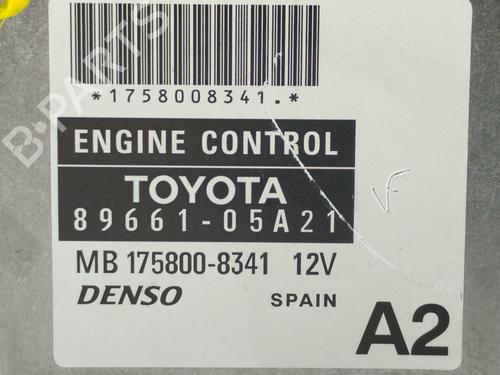 *1758008341.*
ENGINE CONTROL
TOYOTA
89661-05A21
MB 175800-8341 12V
DENSO SPAIN
A2
B-PARTS